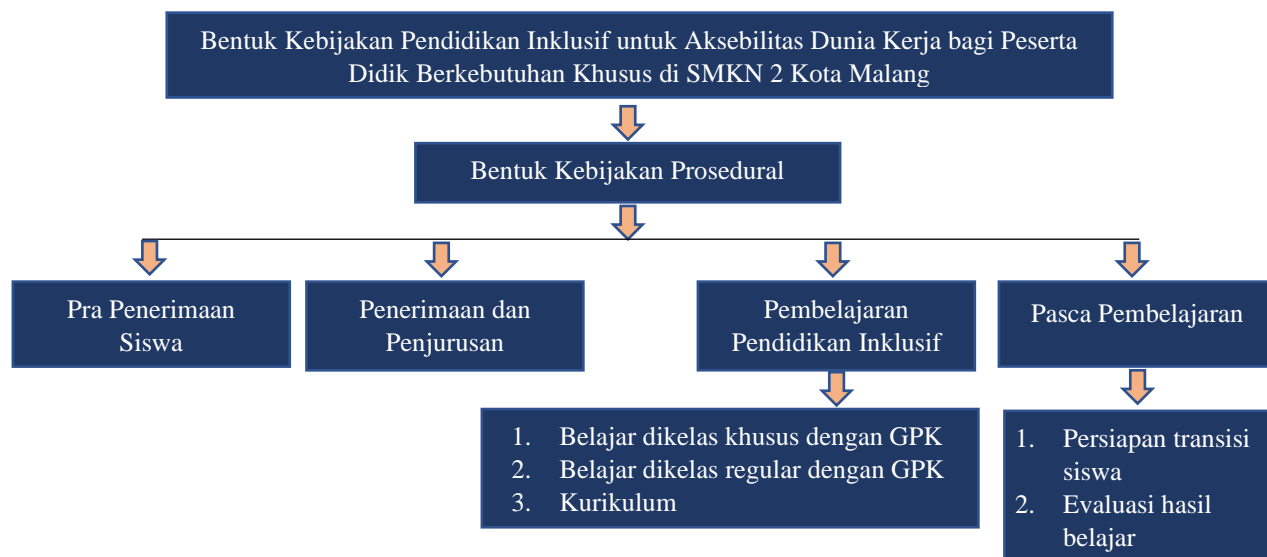 Bentuk Kebijakan Pendidikan Inklusif untuk Aksebilitas Dunia Kerja bagi Peserta
Didik Berkebutuhan Khusus di SMKN 2 Kota Malang
Bentuk Kebijakan Prosedural
Pra Penerimaan
Siswa
Penerimaan dan
Penjurusan
Pembelajaran
Pendidikan Inklusif
Pasca Pembelajaran
1. Belajar dikelas khusus dengan GPK
2. Belajar dikelas regular dengan GPK
3. Kurikulum
1. Persiapan transisi
siswa
2. Evaluasi hasil
belajar